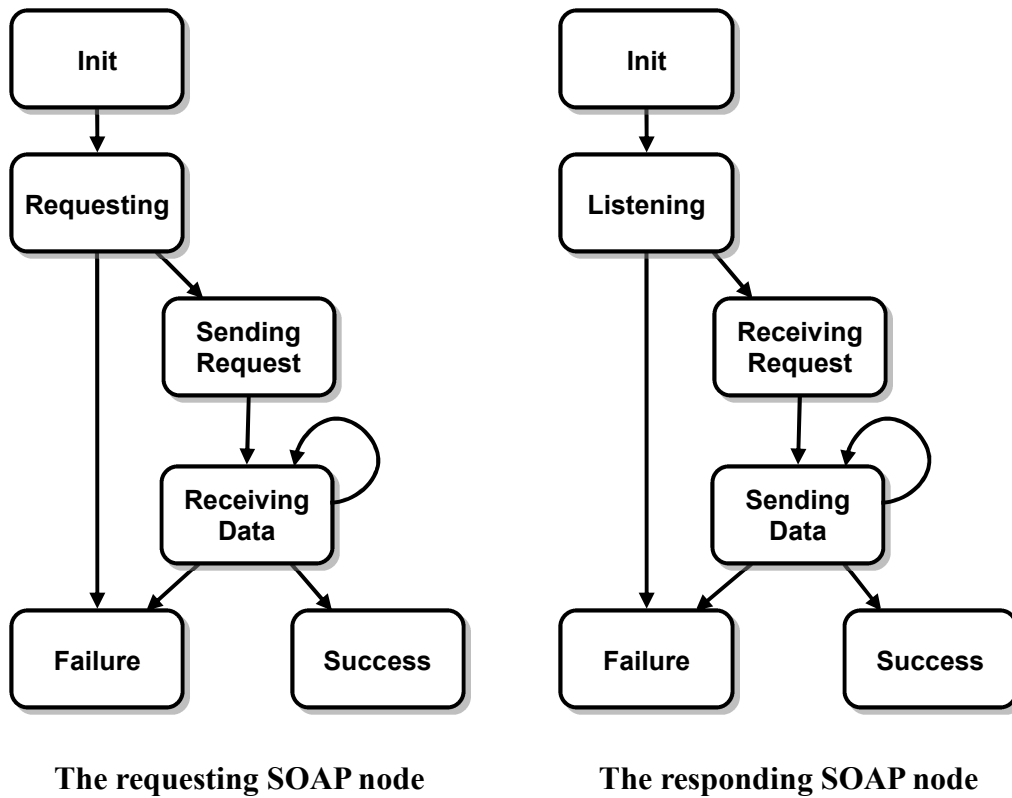 Init
Requesting
Sending
Request
Receiving
Data
Failure
Success
The requesting SOAP node
Init
Listening
Receiving
Request
Sending
Data
Failure
Success
The responding SOAP node